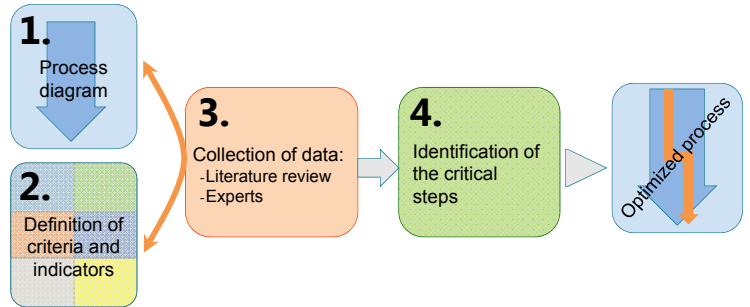 1.
Process
diagram
2.
Definition of
criteria and
indicators
3.
Collection of data:
-Literature review
-Experts
4.
Identification of
the critical
steps
Optimized process